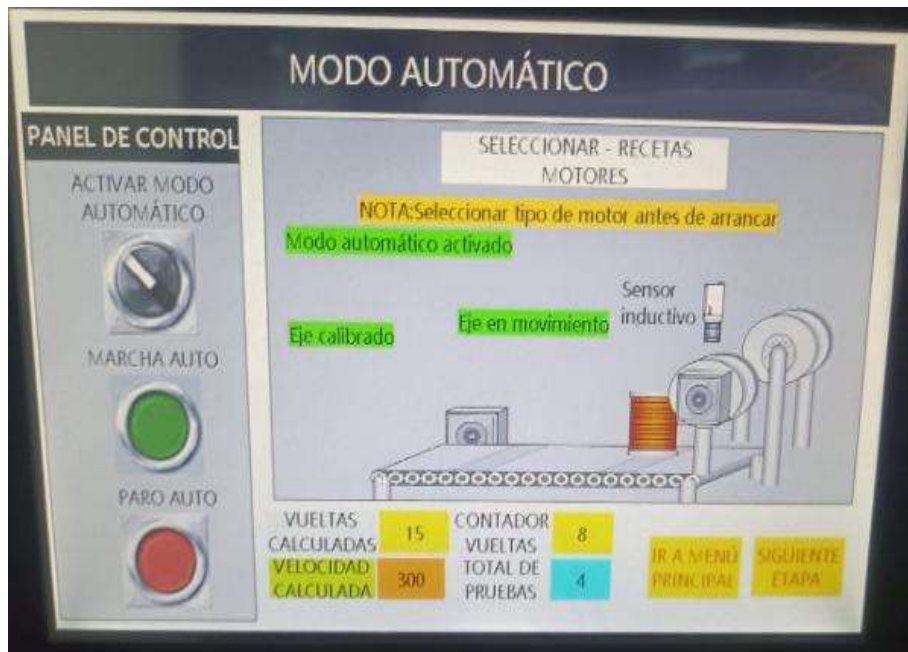 MODO AUTOMÁTICO
PANEL DE CONTROL
ACTIVAR MODO
AUTOMÁTICO
MARCHA AUTO
PARO AUTO
SELECCIONAR - RECETAS
MOTORES
NOTA:Seleccionar tipo de motor antes de arrancar
Modo automático activado
Eje calibrado
Eje en movimiento
Sensor
inductivo
VUELTAS
CALCULADAS
15
CONTADOR
VUELTAS
8
VELOCIDAD
CALCULADA
300
TOTAL DE
PRUEBAS
4
IR A MENÚ
PRINCIPAL
SIGUIENTE
ETAPA